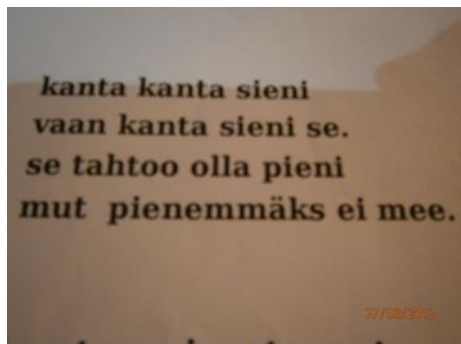 kanta kanta sieni
vaan kanta sieni se.
se tahtoo olla pieni
mut pienemmäks ei mee.